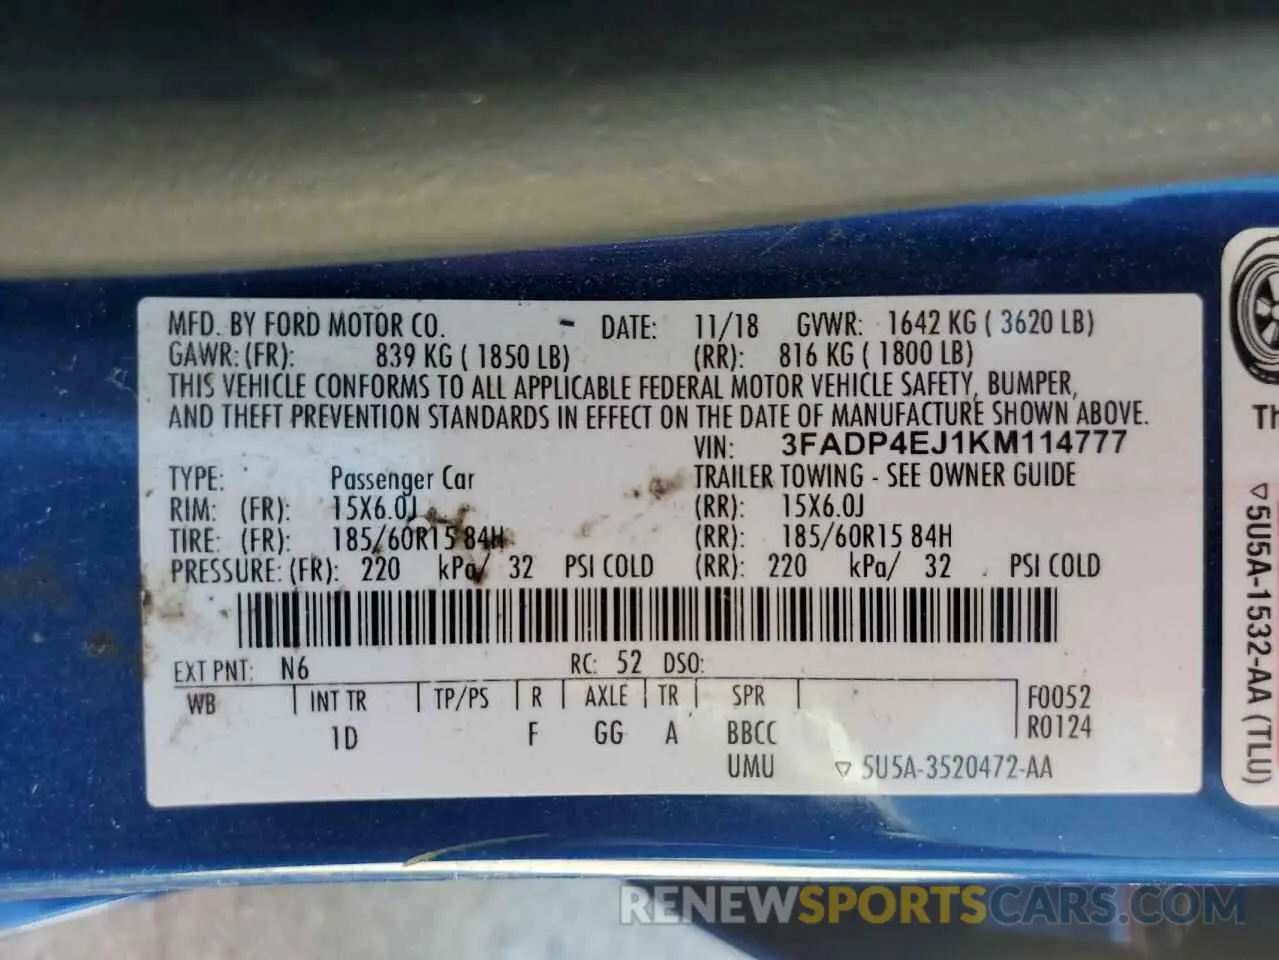 MFD. BY FORD MOTOR CO. - DATE: 11/18 GVWR: 1642 KG ( 3620 LB)
GAWR: (FR): 839 KG ( 1850 LB) (RR): 816 KG ( 1800 LB)
THIS VEHICLE CONFORMS TO ALL APPLICABLE FEDERAL MOTOR VEHICLE SAFETY, BUMPER,
AND THEFT PREVENTION STANDARDS IN EFFECT ON THE DATE OF MANUFACTURE SHOWN ABOVE.
VIN: 3FADP4EJ1KM114777
TYPE: Passenger Car TRAILER TOWING - SEE OWNER GUIDE
RIM: (FR): 15X6.0J (RR): 15X6.0J
TIRE: (FR): 185/60R15 84H (RR): 185/60R15 84H
PRESSURE: (FR): 220 kPa/ 32 PSI COLD (RR): 220 kPa/ 32 PSI COLD
EXT PNT: N6 RC: 52 DSO:
WB INT TR TP/PS R AXLE TR SPR F0052
1D F GG A BBCC R0124
UMU 5U5A-3520472-AA
5U5A-1532-AA (TLU)
RENEWSPORTSCARS.COM